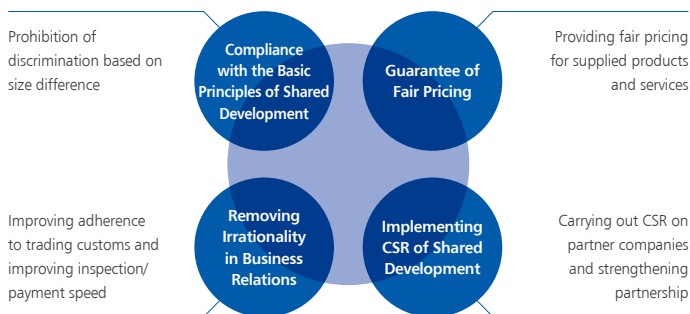 Prohibition of
discrimination based on
size difference
Compliance
with the Basic
Principles of Shared
Development
Guarantee of
Fair Pricing
Providing fair pricing
for supplied products
and services
Improving adherence
to trading customs and
improving inspection/
payment speed
Removing
Irrationality
in Business
Relations
Implementing
CSR of Shared
Development
Carrying out CSR on
partner companies
and strengthening
partnership